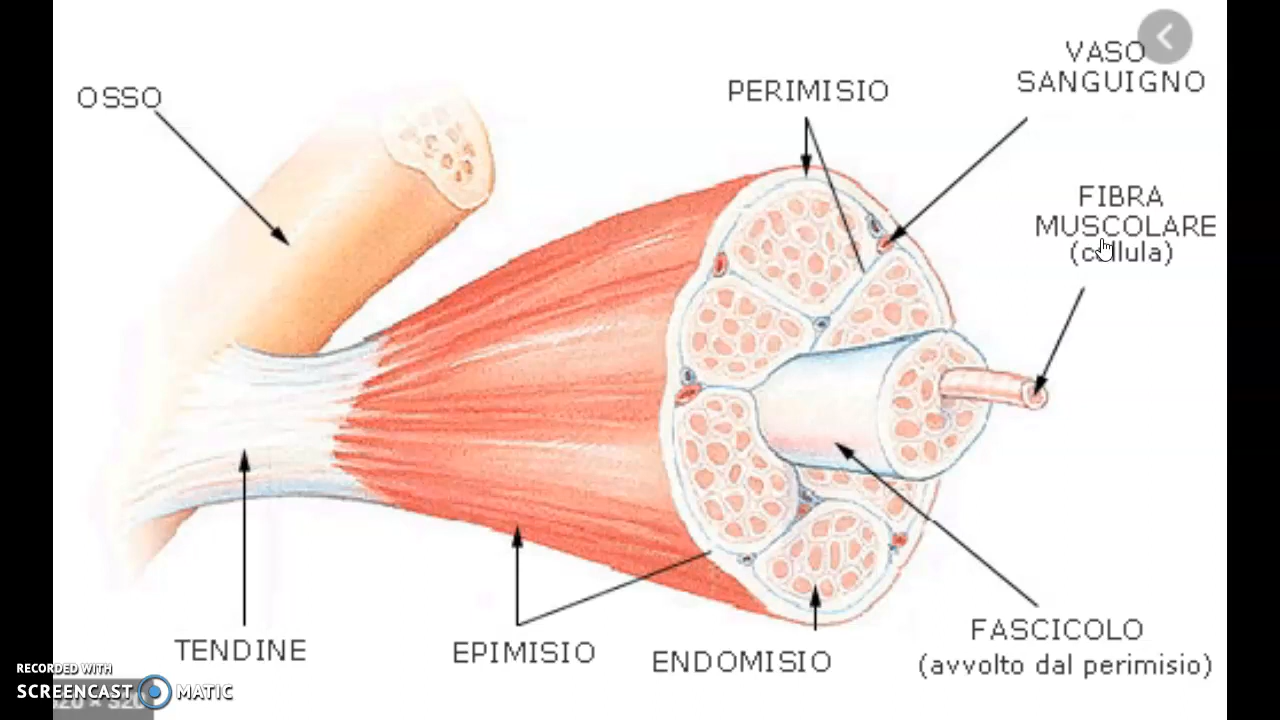 OSSO
PERIMISIO
VASO
SANGUIGNO
FIBRA
MUSCOLARE
(cellula)
TENDINE
EPIMISIO
ENDOMISIO
FASCICOLO
(avvolto dal perimisio)
RECORDED WITH
SCREENCAST MATIC